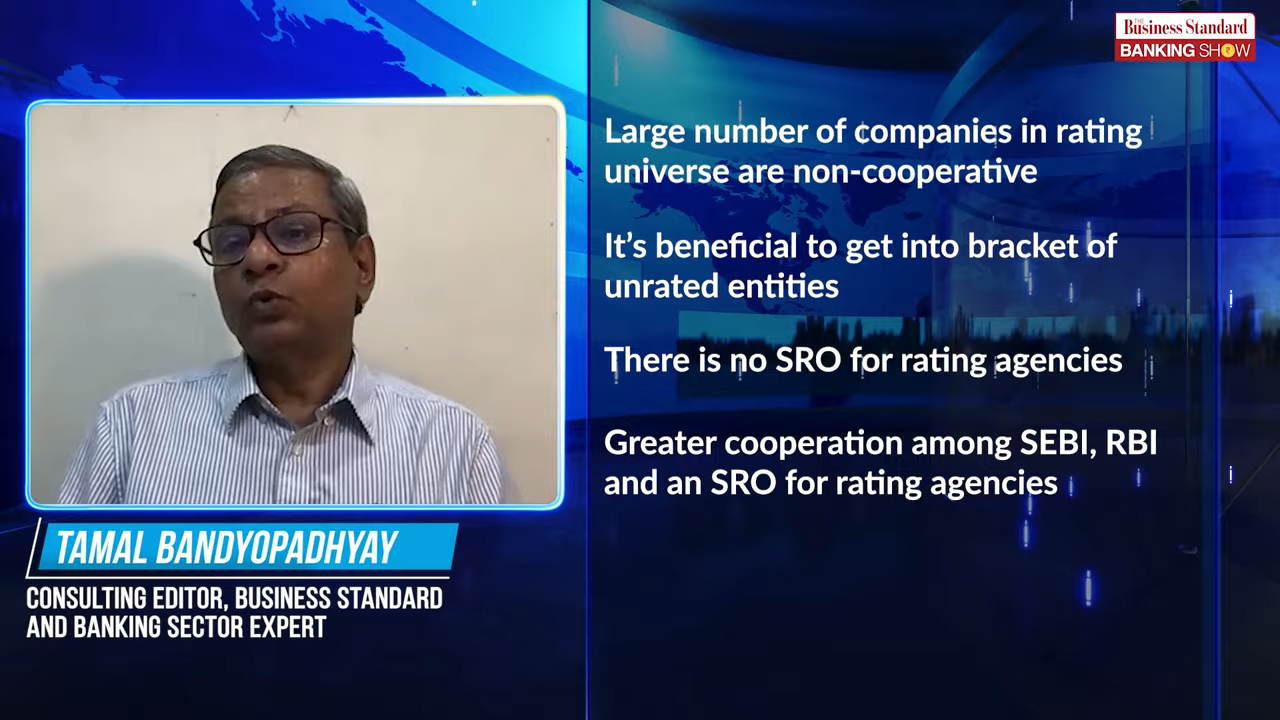 THE
Business Standard
BANKING SHOW
Large number of companies in rating
universe are non-cooperative
It’s beneficial to get into bracket of
unrated entities
There is no SRO for rating agencies
Greater cooperation among SEBI, RBI
and an SRO for rating agencies
TAMAL BANDYOPADHYAY
CONSULTING EDITOR, BUSINESS STANDARD
AND BANKING SECTOR EXPERT